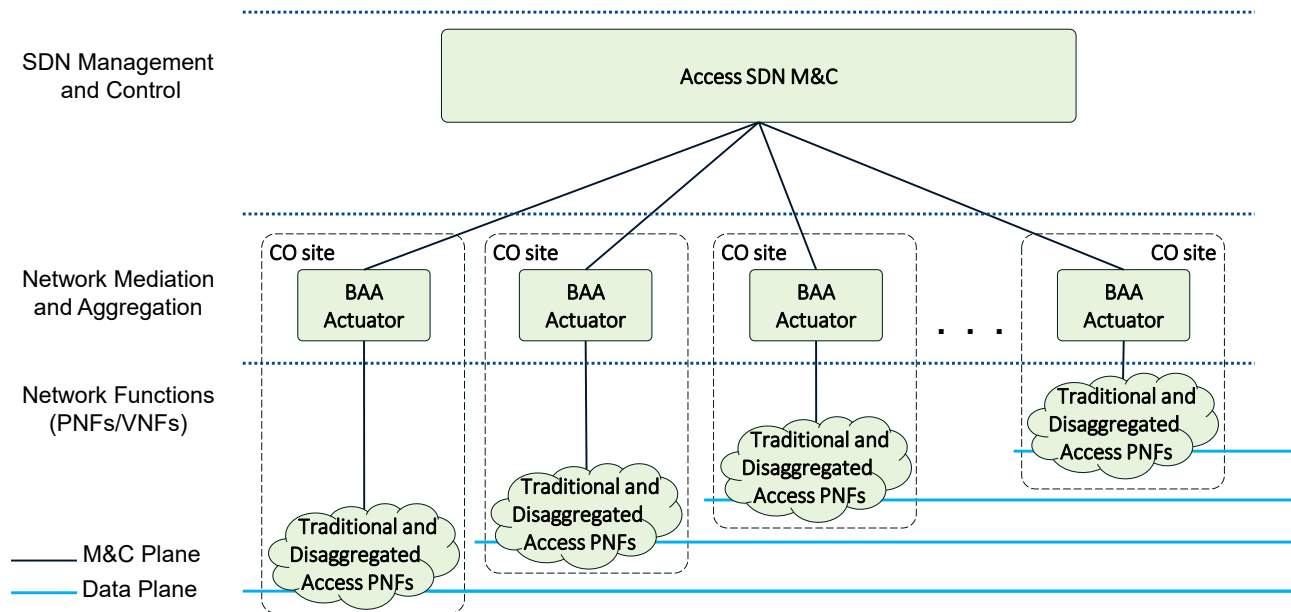 SDN Management
and Control
Access SDN M&C
Network Mediation
and Aggregation
CO site
BAA
Actuator
CO site
BAA
Actuator
CO site
BAA
Actuator
. . .
CO site
BAA
Actuator
Network Functions
(PNFs/VNFs)
Traditional and
Disaggregated
Access PNFs
Traditional and
Disaggregated
Access PNFs
Traditional and
Disaggregated
Access PNFs
Traditional and
Disaggregated
Access PNFs
M&C Plane
Data Plane